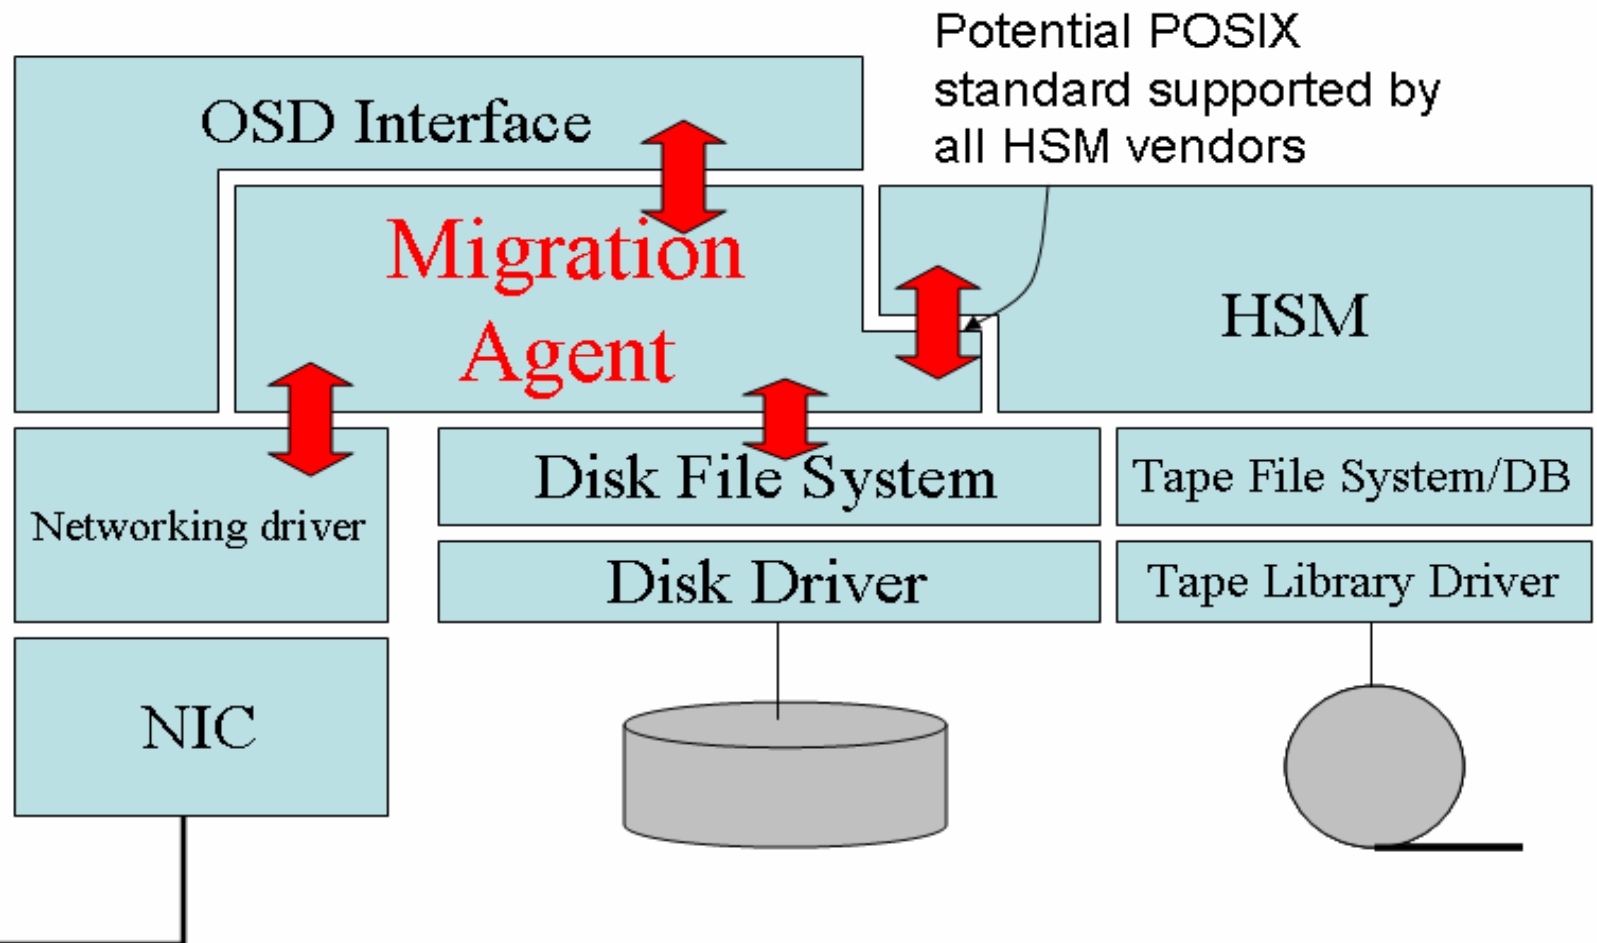 Potential POSIX
standard supported by
all HSM vendors
OSD Interface
Migration
Agent
HSM
Networking driver
Disk File System
Tape File System/DB
Disk Driver
Tape Library Driver
NIC